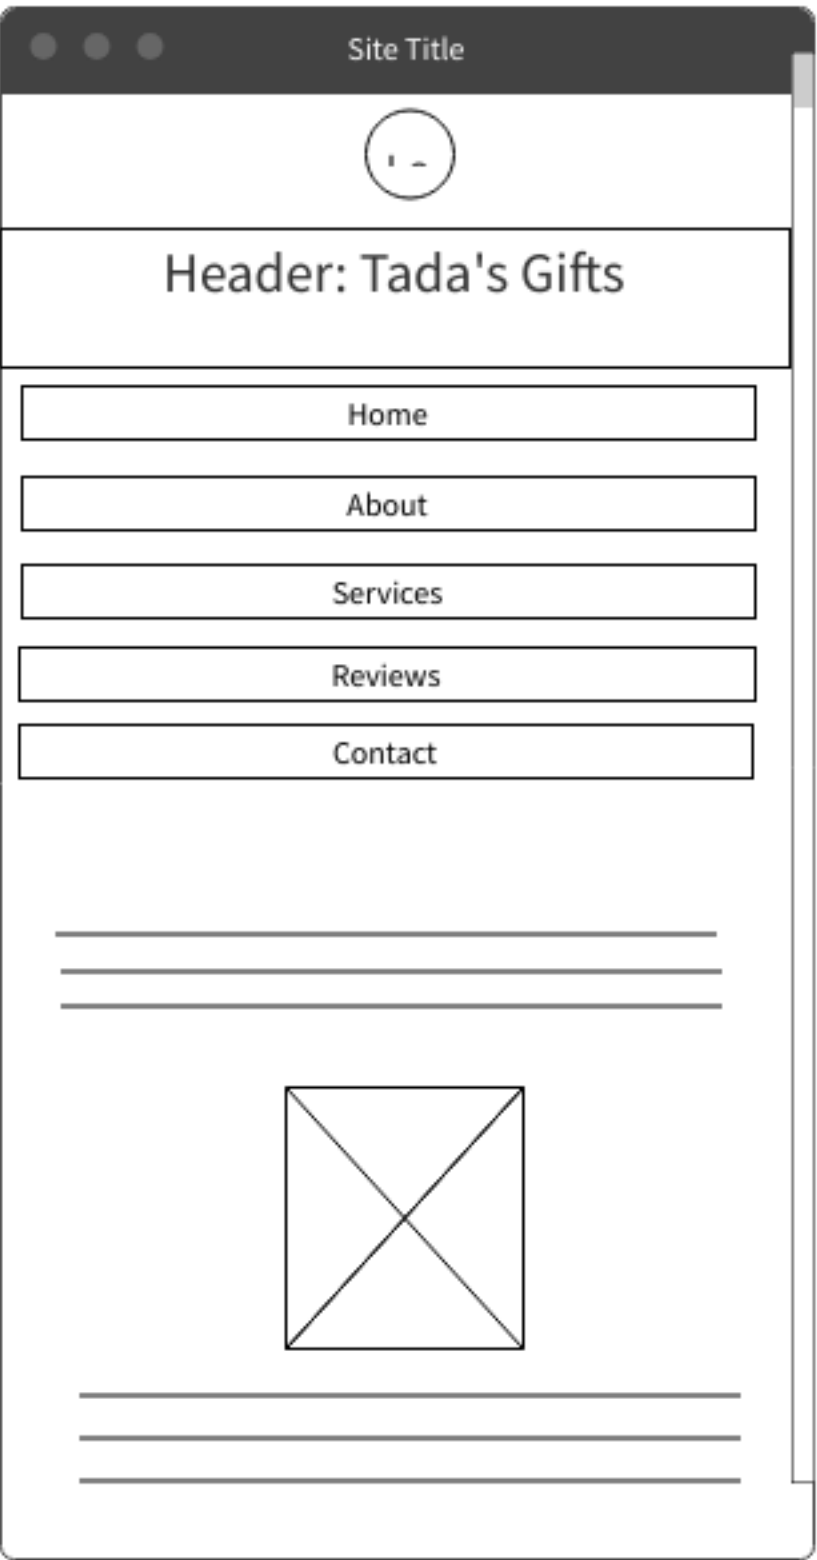 Site Title
Header: Tada's Gifts
Home
About
Services
Reviews
Contact